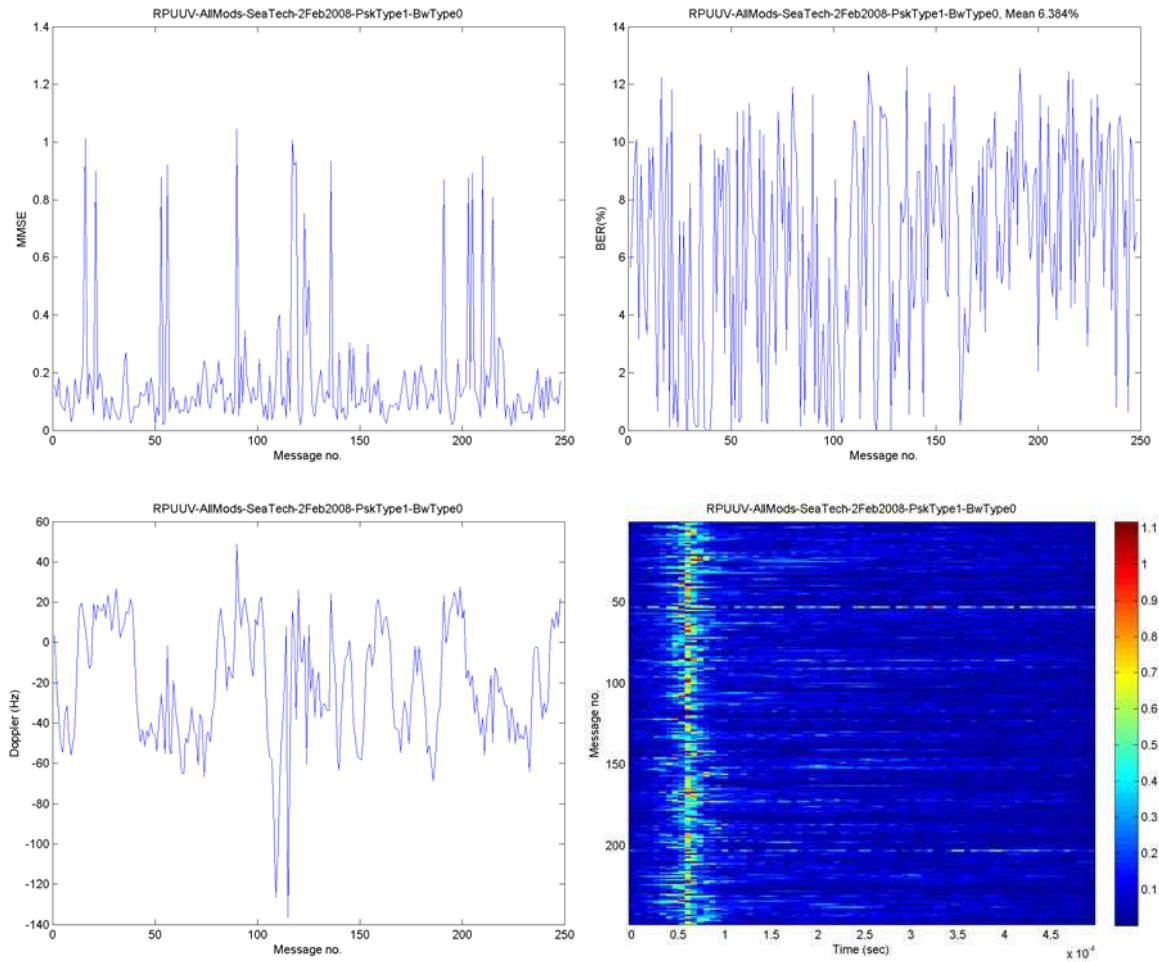 RPUUV-AllMods-SeaTech-2Feb2008-PskType1-BwType0
1.4
1.2
1
0.8
0.6
0.4
0.2
0
MMSE
0 50 100 150 200 250
Message no.
RPUUV-AllMods-SeaTech-2Feb2008-PskType1-BwType0, Mean 6.384%
14
12
10
8
6
4
2
0
BER(%)
0 50 100 150 200 250
Message no.
RPUUV-AllMods-SeaTech-2Feb2008-PskType1-BwType0
60
40
20
0
-20
-40
-60
-80
-100
-120
-140
Doppler (Hz)
0 50 100 150 200 250
Message no.
RPUUV-AllMods-SeaTech-2Feb2008-PskType1-BwType0
50
100
150
200
Message no.
0 0.5 1 1.5 2 2.5 3 3.5 4 4.5
Time (sec)
x 10⁻⁴
1.1
1
0.9
0.8
0.7
0.6
0.5
0.4
0.3
0.2
0.1